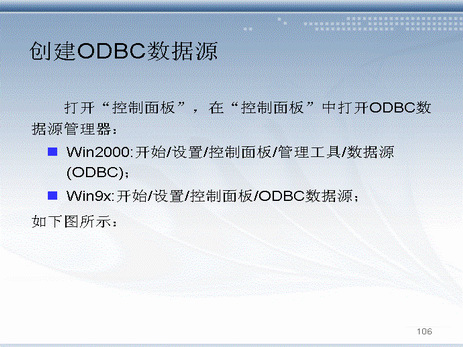 创建ODBC数据源
打开“控制面板”，在“控制面板”中打开ODBC数
据源管理器：
Win2000:开始/设置/控制面板/管理工具/数据源
(ODBC)；
Win9x:开始/设置/控制面板/ODBC数据源；
如下图所示：
106